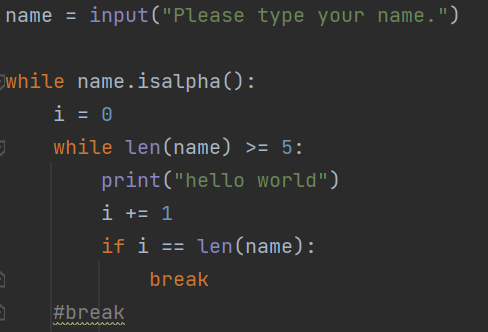 name = input("Please type your name.")
while name.isalpha():
    i = 0
    while len(name) >= 5:
        print("hello world")
        i += 1
        if i == len(name):
            break
    #break